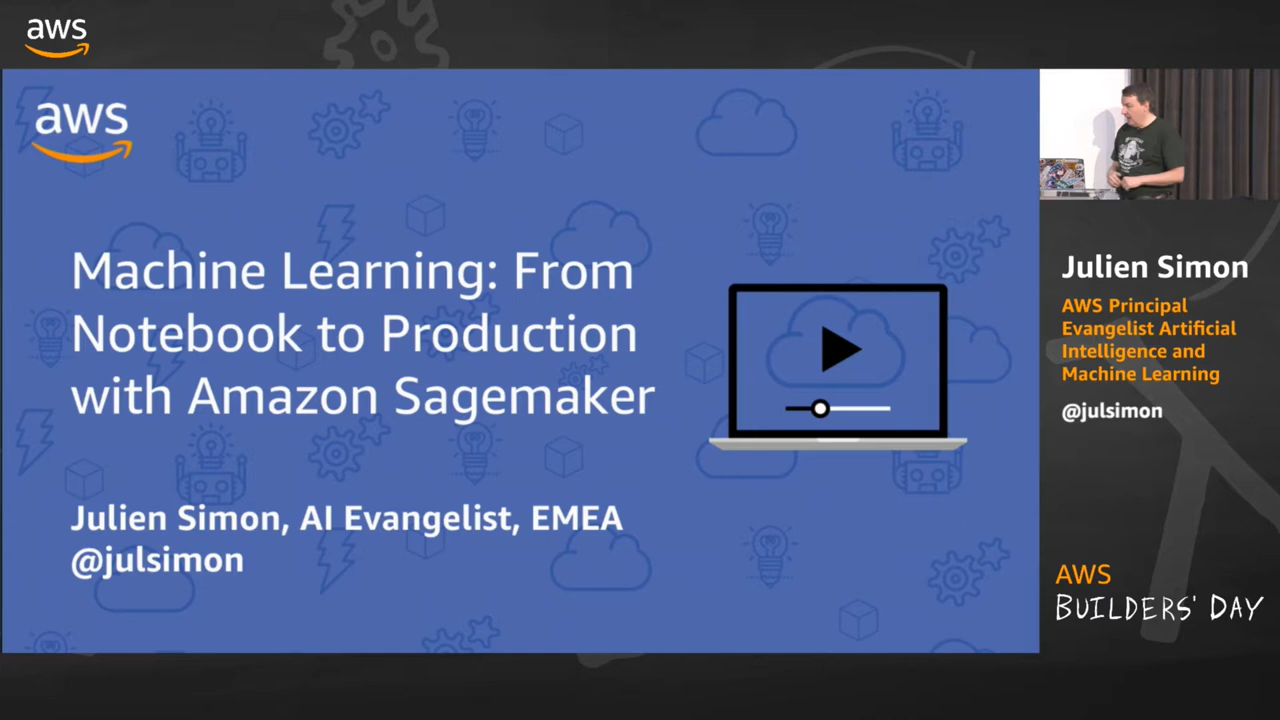 aws
aws
Machine Learning: From
Notebook to Production
with Amazon Sagemaker
Julien Simon, AI Evangelist, EMEA
@julsimon
Julien Simon
AWS Principal
Evangelist Artificial
Intelligence and
Machine Learning
@julsimon
AWS
BUILDERS' DAY